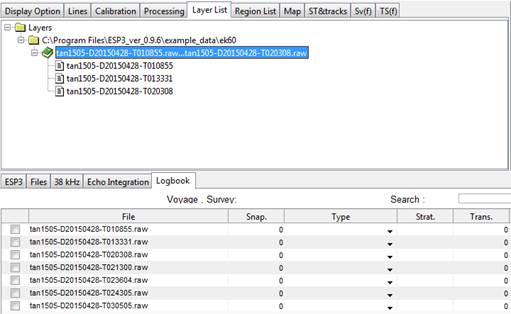 Display Option Lines Calibration Processing Layer List Region List Map ST&tracks Sv(f) TS(f)
Layers
C:\Program Files\ESP3_ver_0.9.6\example_data\ek60
tan1505-D20150428-T010855.raw...tan1505-D20150428-T020308.raw
tan1505-D20150428-T010855
tan1505-D20150428-T013331
tan1505-D20150428-T020308
ESP3 Files 38 kHz Echo Integration Logbook
Voyage , Survey: Search :
File Snap. Type Strat. Trans.
tan1505-D20150428-T010855.raw 0 0
tan1505-D20150428-T013331.raw 0 0
tan1505-D20150428-T020308.raw 0 0
tan1505-D20150428-T021300.raw 0 0
tan1505-D20150428-T023604.raw 0 0
tan1505-D20150428-T024305.raw 0 0
tan1505-D20150428-T030505.raw 0 0